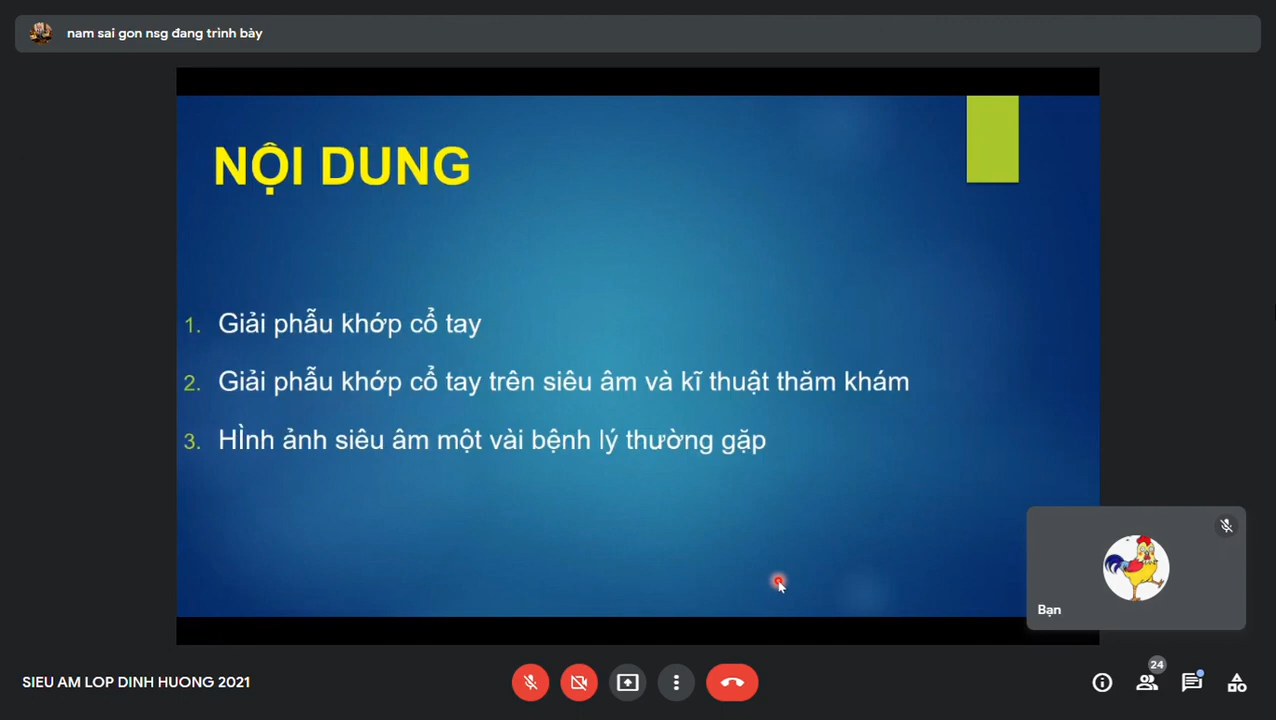 nam sai gon nsg đang trình bày
NỘI DUNG
1. Giải phẫu khớp cổ tay
2. Giải phẫu khớp cổ tay trên siêu âm và kĩ thuật thăm khám
3. HÌnh ảnh siêu âm một vài bệnh lý thường gặp
Bạn
24
SIEU AM LOP DINH HUONG 2021